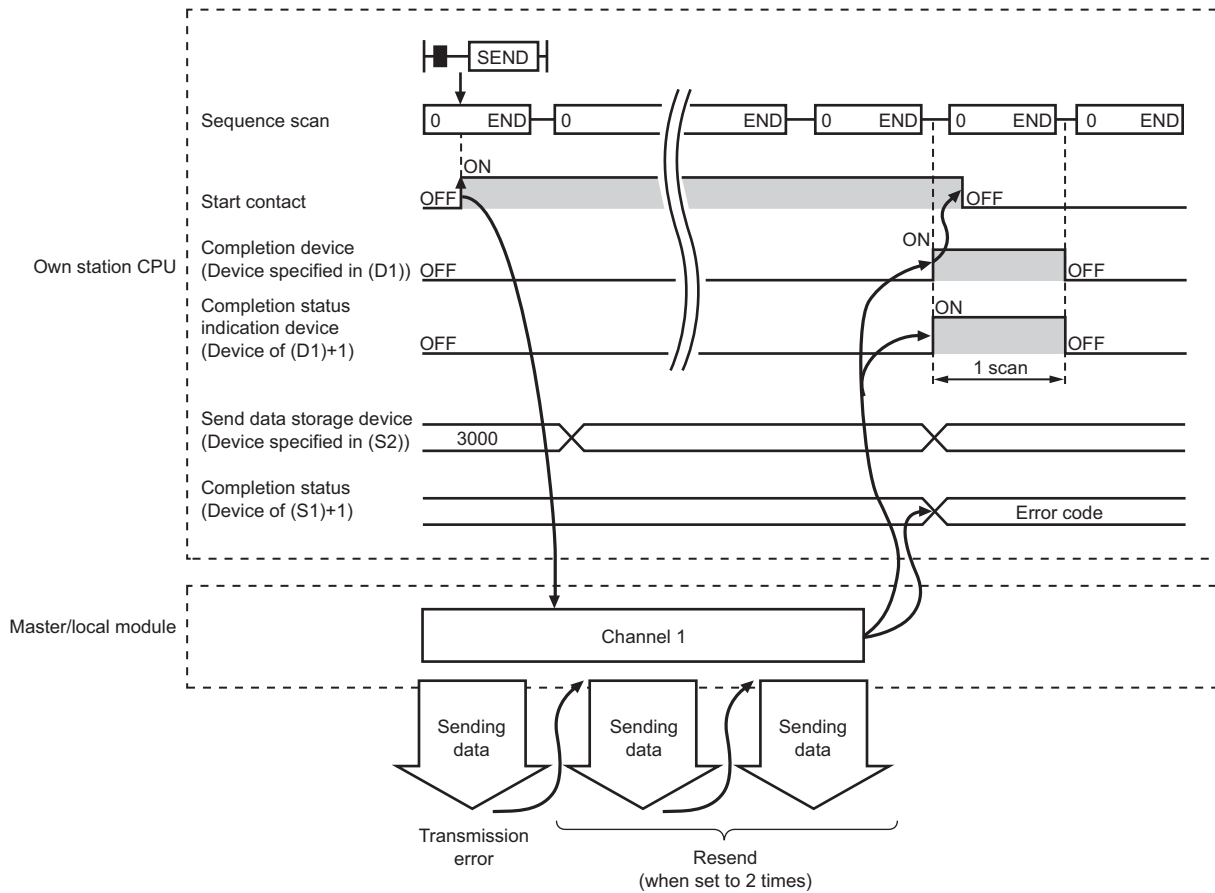 SEND
Sequence scan
0 END 0 END 0 END 0 END 0 END
ON
Start contact
OFF OFF
Own station CPU
Completion device
(Device specified in (D1))
OFF ON OFF
Completion status
indication device
(Device of (D1)+1)
OFF ON OFF
1 scan
Send data storage device
(Device specified in (S2))
3000
Completion status
(Device of (S1)+1)
Error code
Master/local module
Channel 1
Sending
data
Sending
data
Sending
data
Transmission
error
Resend
(when set to 2 times)